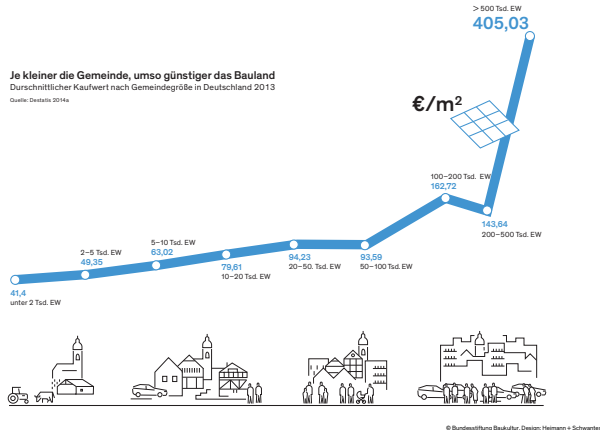 > 500 Tsd. EW
405,03
Je kleiner die Gemeinde, umso günstiger das Bauland
Durschnittlicher Kaufwert nach Gemeindegröße in Deutschland 2013
Quelle: Destatis 2014a
€/m²
100–200 Tsd. EW
162,72
143,64
200–500 Tsd. EW
5–10 Tsd. EW
63,02
2–5 Tsd. EW
49,35
94,23
20–50. Tsd. EW
93,59
50–100 Tsd. EW
79,61
10–20 Tsd. EW
41,4
unter 2 Tsd. EW
© Bundesstiftung Baukultur, Design: Heimann + Schwantes